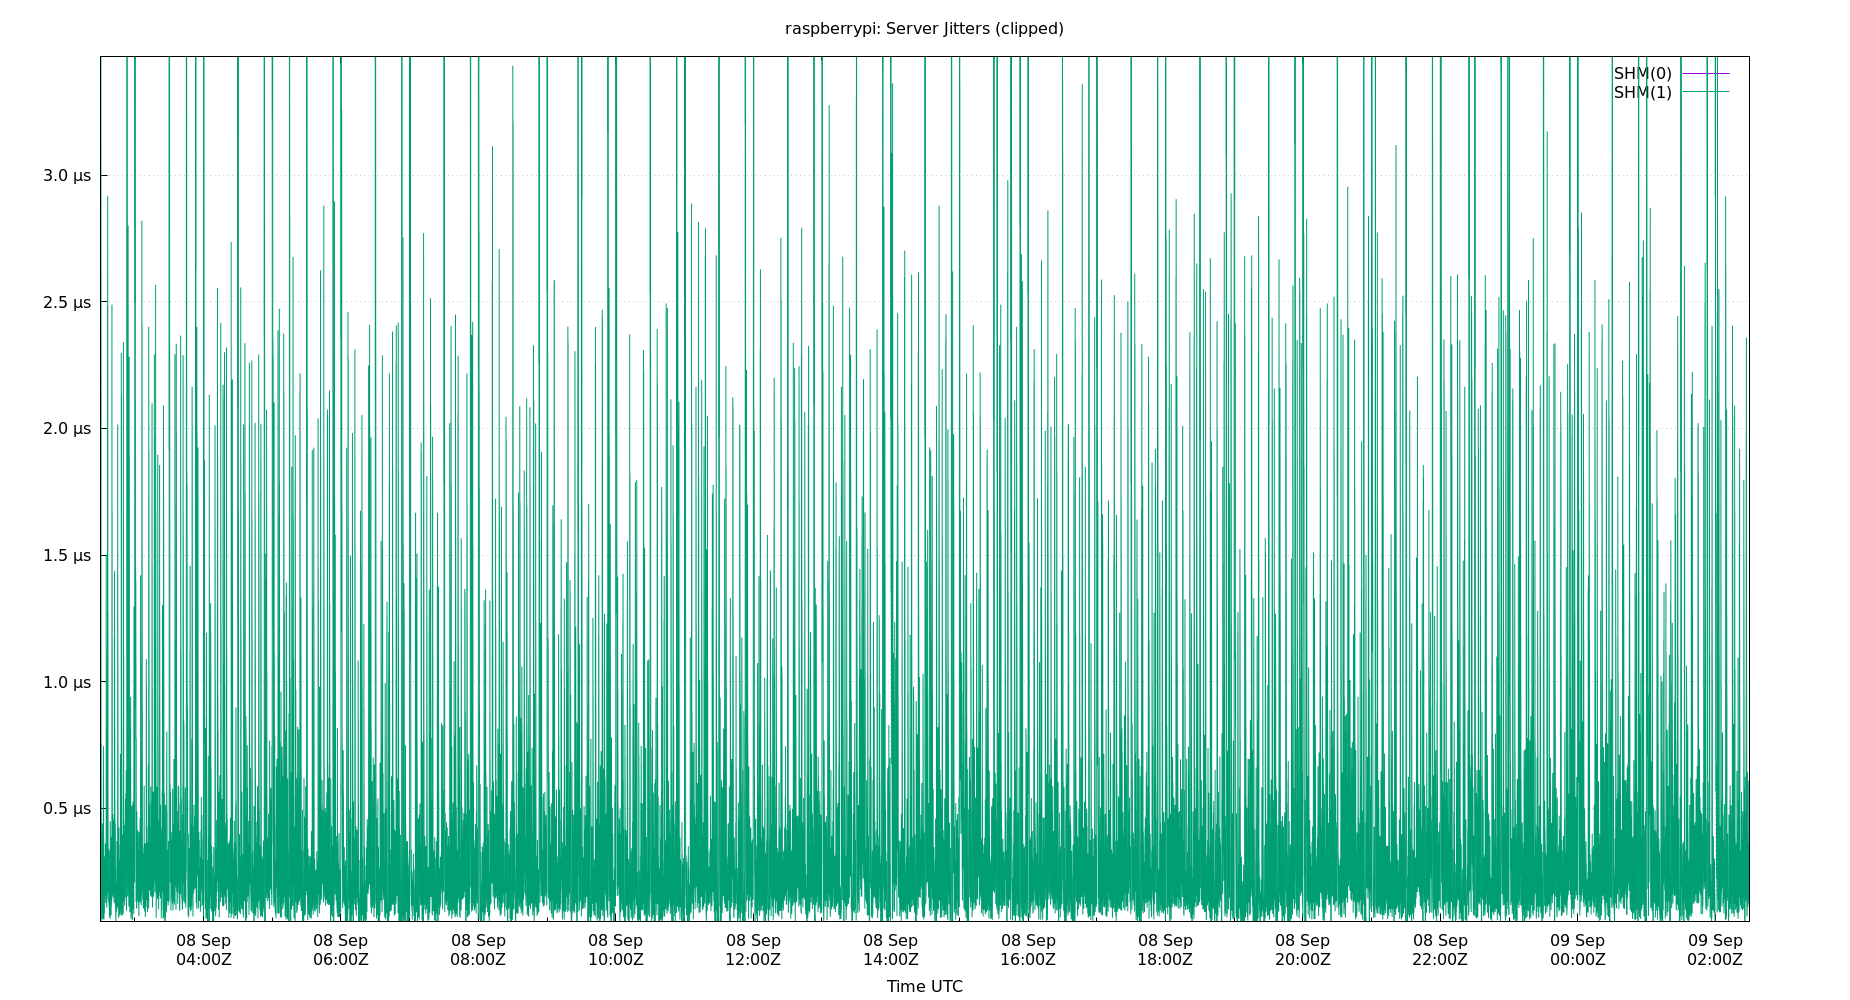 raspberrypi: Server Jitters (clipped)
SHM(0)
SHM(1)
3.0 µs
2.5 µs
2.0 µs
1.5 µs
1.0 µs
0.5 µs
08 Sep 08 Sep 08 Sep 08 Sep 08 Sep 08 Sep 08 Sep 08 Sep 08 Sep 08 Sep 09 Sep 09 Sep
04:00Z 06:00Z 08:00Z 10:00Z 12:00Z 14:00Z 16:00Z 18:00Z 20:00Z 22:00Z 00:00Z 02:00Z
Time UTC